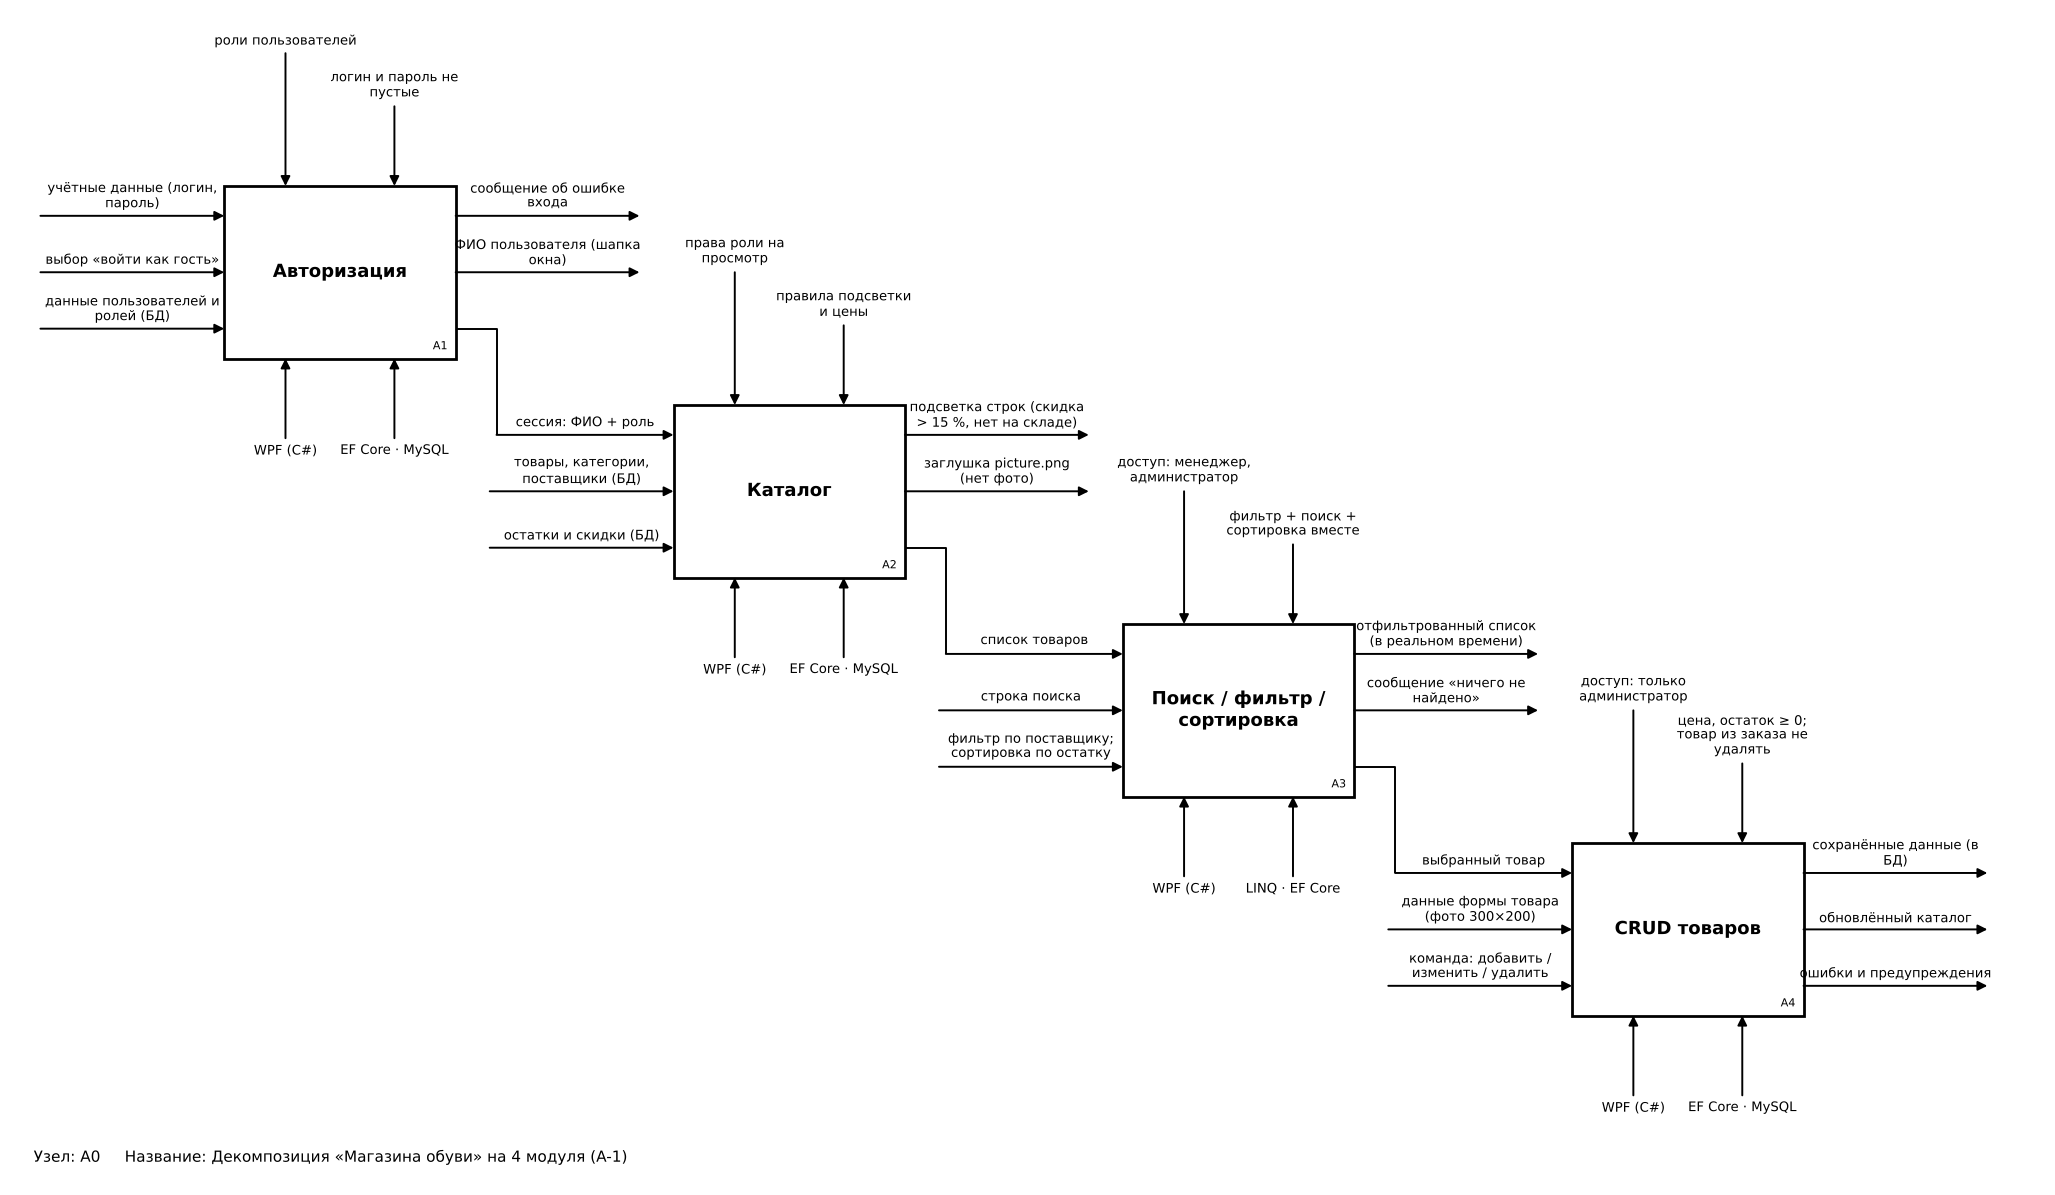 роли пользователей
логин и пароль не
пустые
учётные данные (логин,
пароль)
выбор «войти как гость»
данные пользователей и
ролей (БД)
Авторизация
A1
сообщение об ошибке
входа
ФИО пользователя (шапка
окна)
WPF (C#)
EF Core · MySQL
права роли на
просмотр
правила подсветки
и цены
сессия: ФИО + роль
товары, категории,
поставщики (БД)
остатки и скидки (БД)
Каталог
A2
подсветка строк (скидка
> 15 %, нет на складе)
заглушка picture.png
(нет фото)
WPF (C#)
EF Core · MySQL
доступ: менеджер,
администратор
фильтр + поиск +
сортировка вместе
список товаров
строка поиска
фильтр по поставщику;
сортировка по остатку
Поиск / фильтр /
сортировка
A3
отфильтрованный список
(в реальном времени)
сообщение «ничего не
найдено»
WPF (C#)
LINQ · EF Core
доступ: только
администратор
цена, остаток ≥ 0;
товар из заказа не
удалять
выбранный товар
данные формы товара
(фото 300×200)
команда: добавить /
изменить / удалить
CRUD товаров
A4
сохранённые данные (в
БД)
обновлённый каталог
ошибки и предупреждения
WPF (C#)
EF Core · MySQL
Узел: A0 Название: Декомпозиция «Магазина обуви» на 4 модуля (A-1)